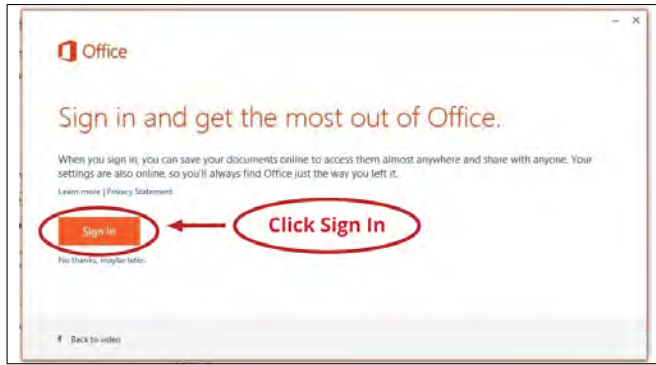 Office
Sign in and get the most out of Office.
When you sign in, you can save your documents online to access them almost anywhere and share with anyone. Your
settings are also online, so you'll always find Office just the way you left it.
Learn more | Privacy Statement
Sign in
Click Sign In
No thanks, maybe later.
Back to video